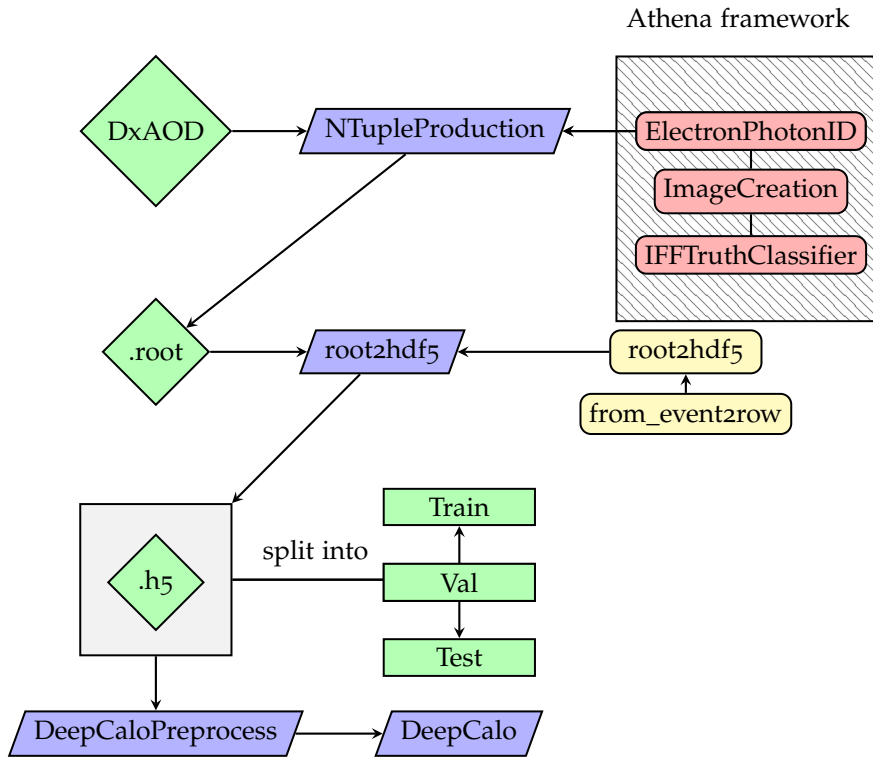 Athena framework
DxAOD
NTupleProduction
ElectronPhotonID
ImageCreation
IFFTruthClassifier
.root
root2hdf5
root2hdf5
from_event2row
Train
split into
.h5
Val
Test
DeepCaloPreprocess
DeepCalo